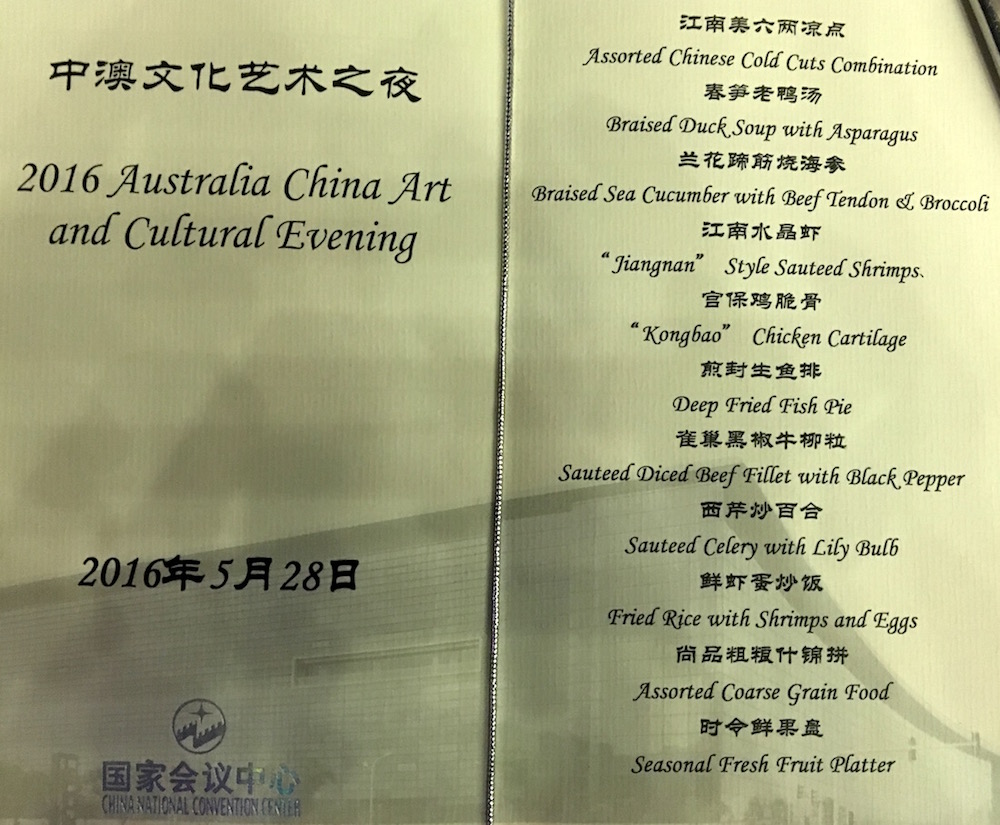 中澳文化艺术之夜
2016 Australia China Art
and Cultural Evening
2016年5月28日
国家会议中心
CHINA NATIONAL CONVENTION CENTER
江南美六两凉点
Assorted Chinese Cold Cuts Combination
春笋老鸭汤
Braised Duck Soup with Asparagus
兰花蹄筋烧海参
Braised Sea Cucumber with Beef Tendon & Broccoli
江南水晶虾
“Jiangnan” Style Sauteed Shrimps、
宫保鸡脆骨
“Kongbao” Chicken Cartilage
煎封生鱼排
Deep Fried Fish Pie
雀巢黑椒牛柳粒
Sauteed Diced Beef Fillet with Black Pepper
西芹炒百合
Sauteed Celery with Lily Bulb
鲜虾蛋炒饭
Fried Rice with Shrimps and Eggs
尚品粗粮什锦拼
Assorted Coarse Grain Food
时令鲜果盘
Seasonal Fresh Fruit Platter